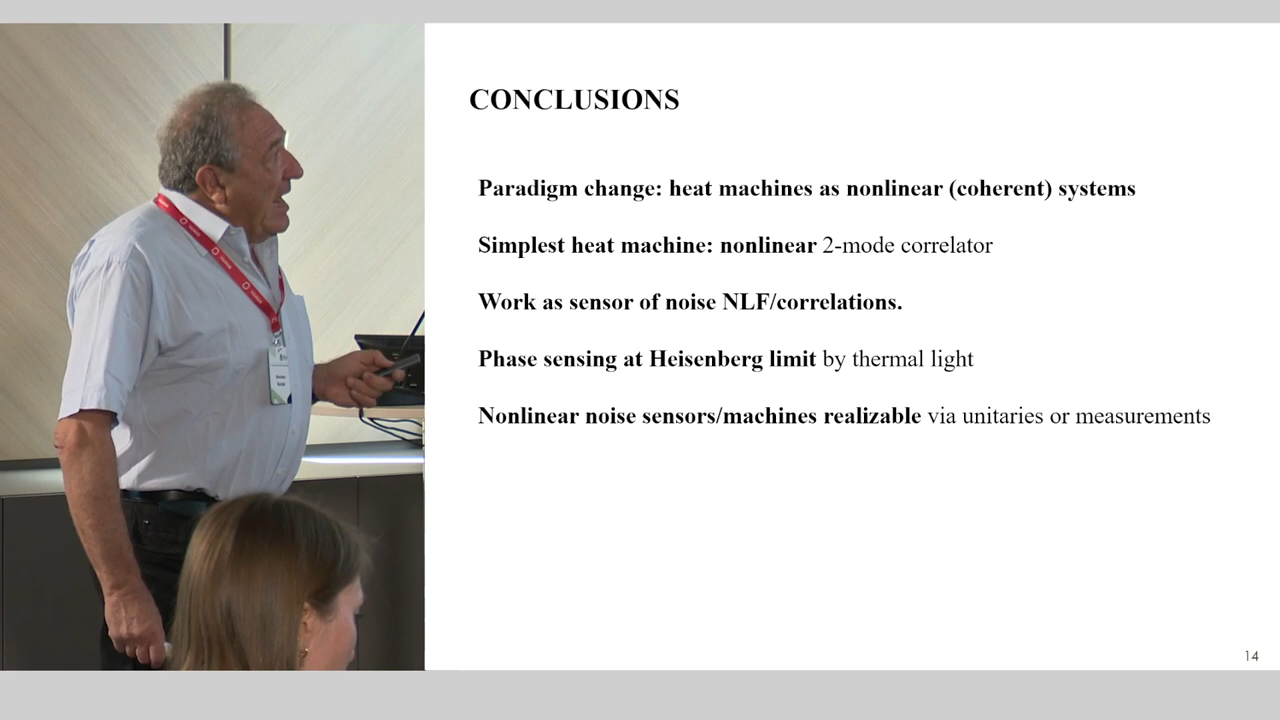 CONCLUSIONS
Paradigm change: heat machines as nonlinear (coherent) systems
Simplest heat machine: nonlinear 2-mode correlator
Work as sensor of noise NLF/correlations.
Phase sensing at Heisenberg limit by thermal light
Nonlinear noise sensors/machines realizable via unitaries or measurements
14